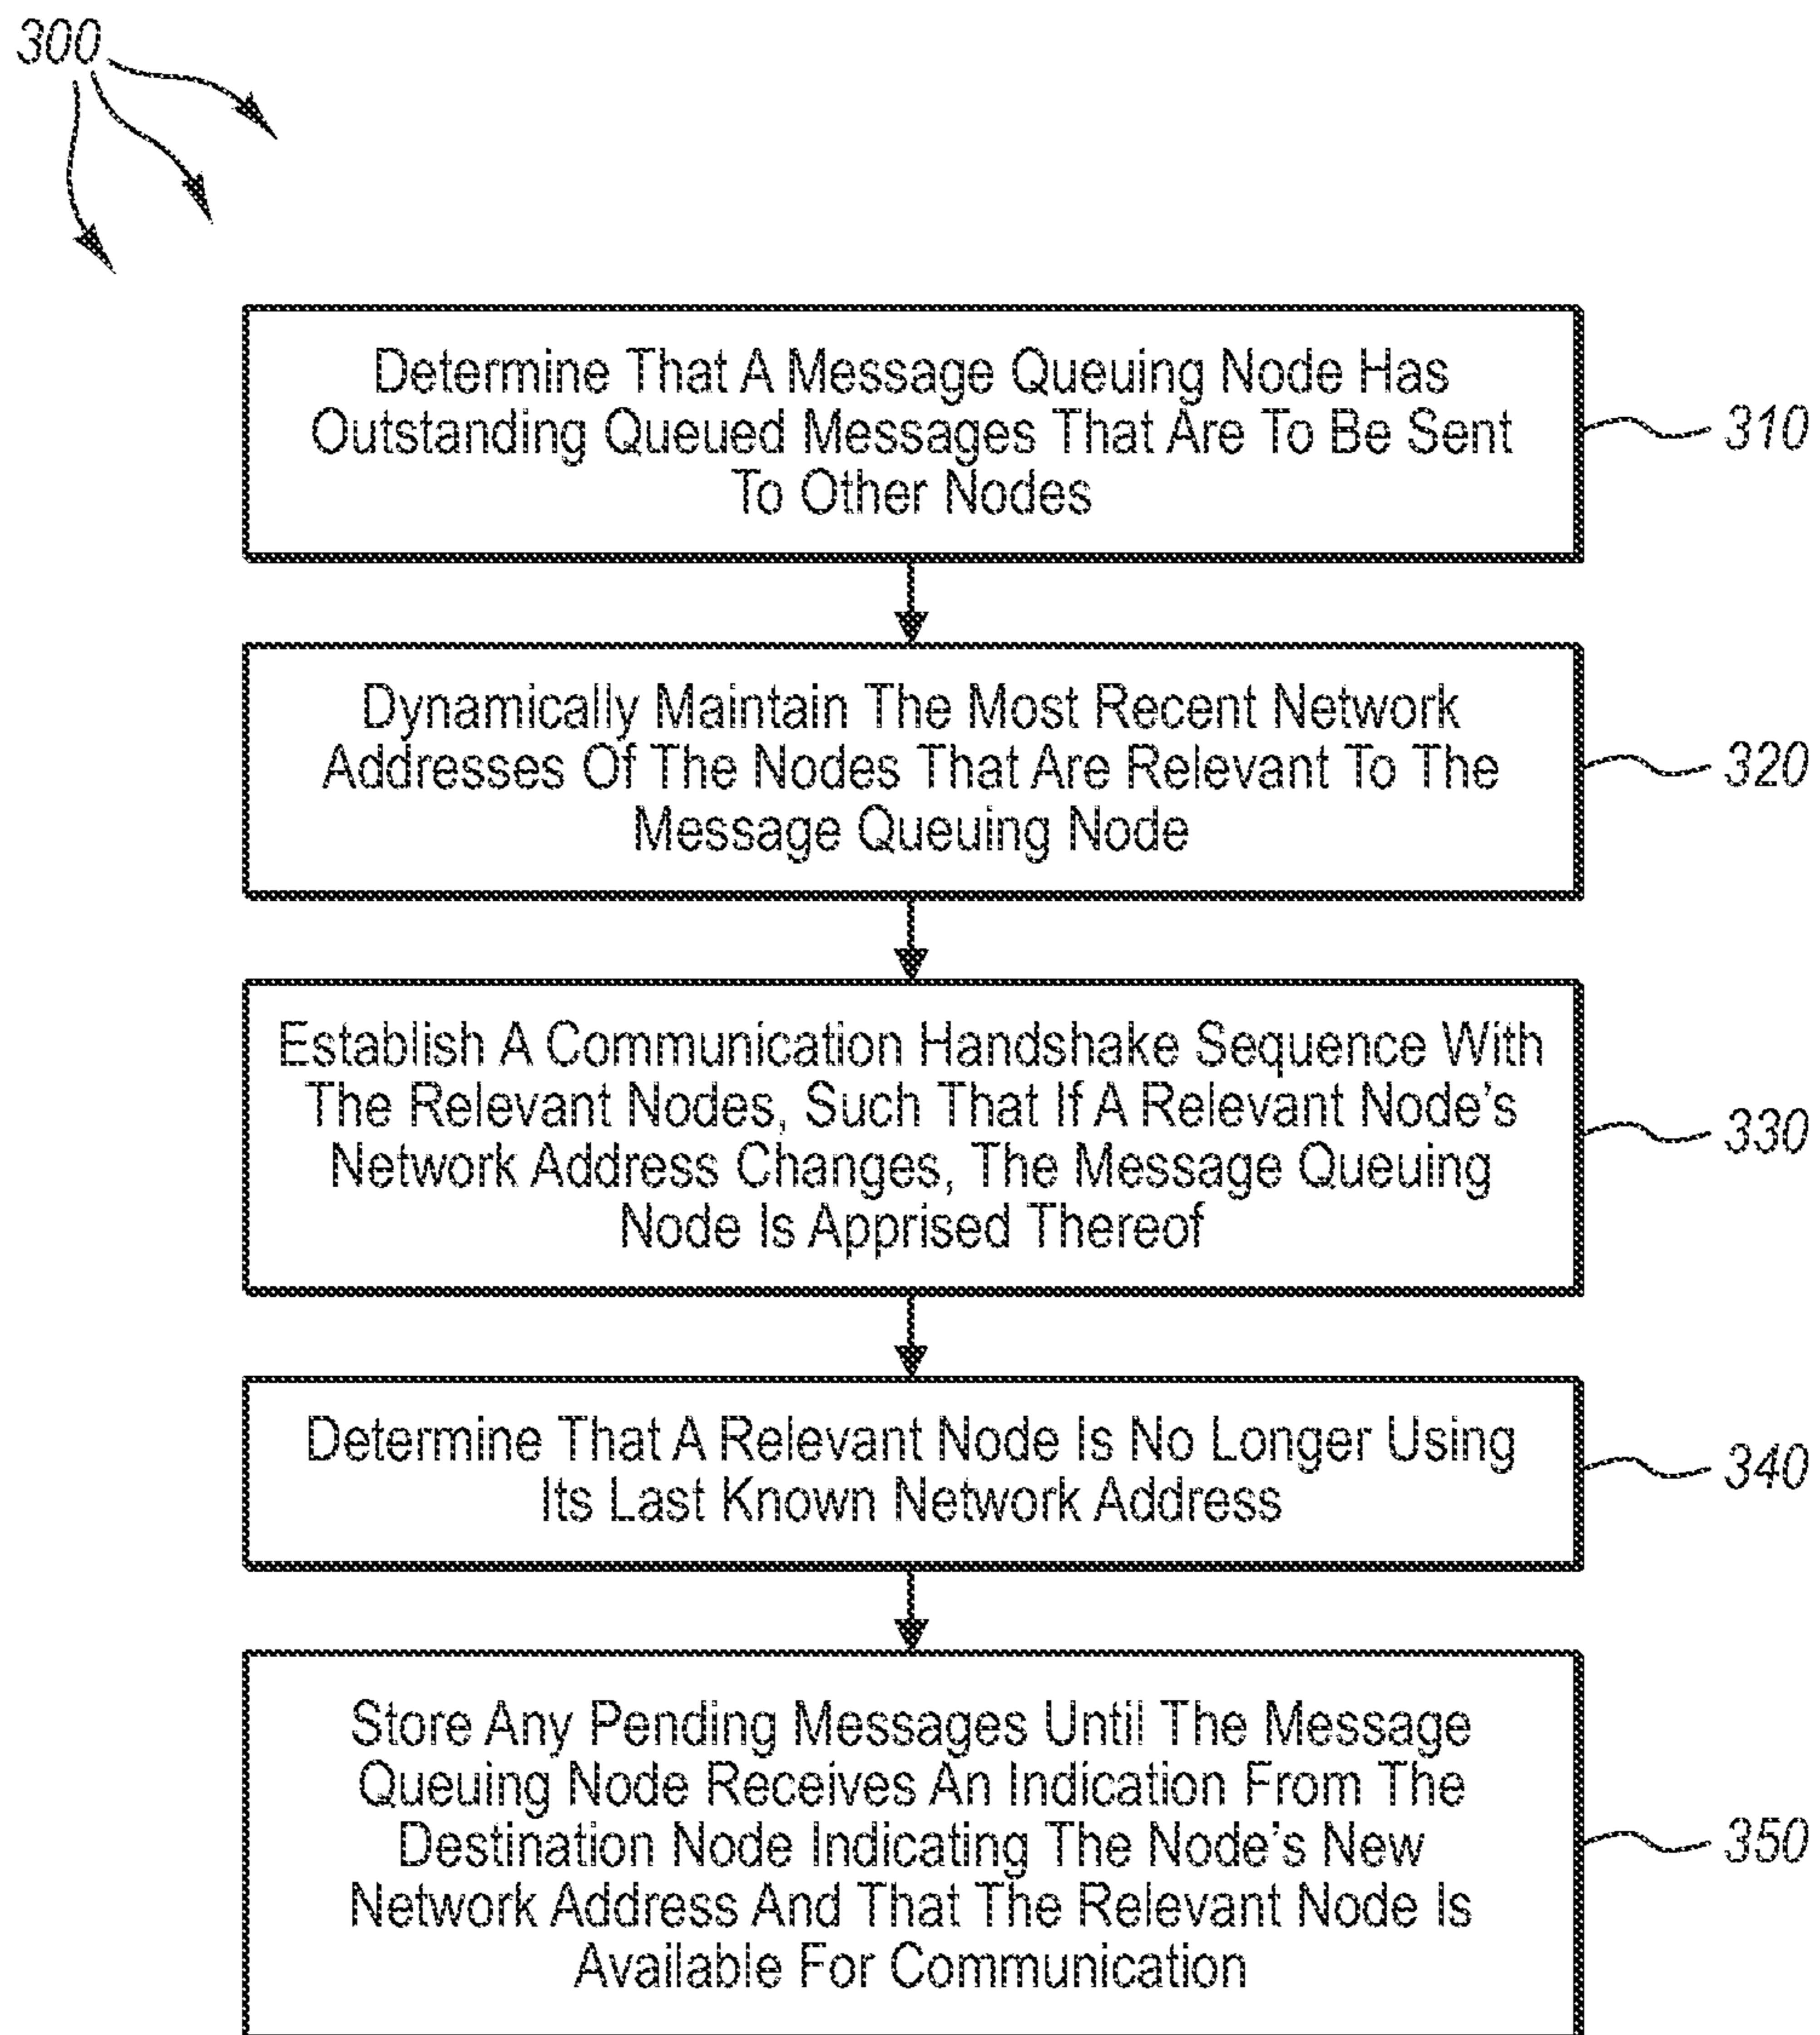 300
Determine That A Message Queuing Node Has
Outstanding Queued Messages That Are To Be Sent
To Other Nodes
310
Dynamically Maintain The Most Recent Network
Addresses Of The Nodes That Are Relevant To The
Message Queuing Node
320
Establish A Communication Handshake Sequence With
The Relevant Nodes, Such That If A Relevant Node's
Network Address Changes, The Message Queuing
Node Is Apprised Thereof
330
Determine That A Relevant Node Is No Longer Using
Its Last Known Network Address
340
Store Any Pending Messages Until The Message
Queuing Node Receives An Indication From The
Destination Node Indicating The Node's New
Network Address And That The Relevant Node Is
Available For Communication
350